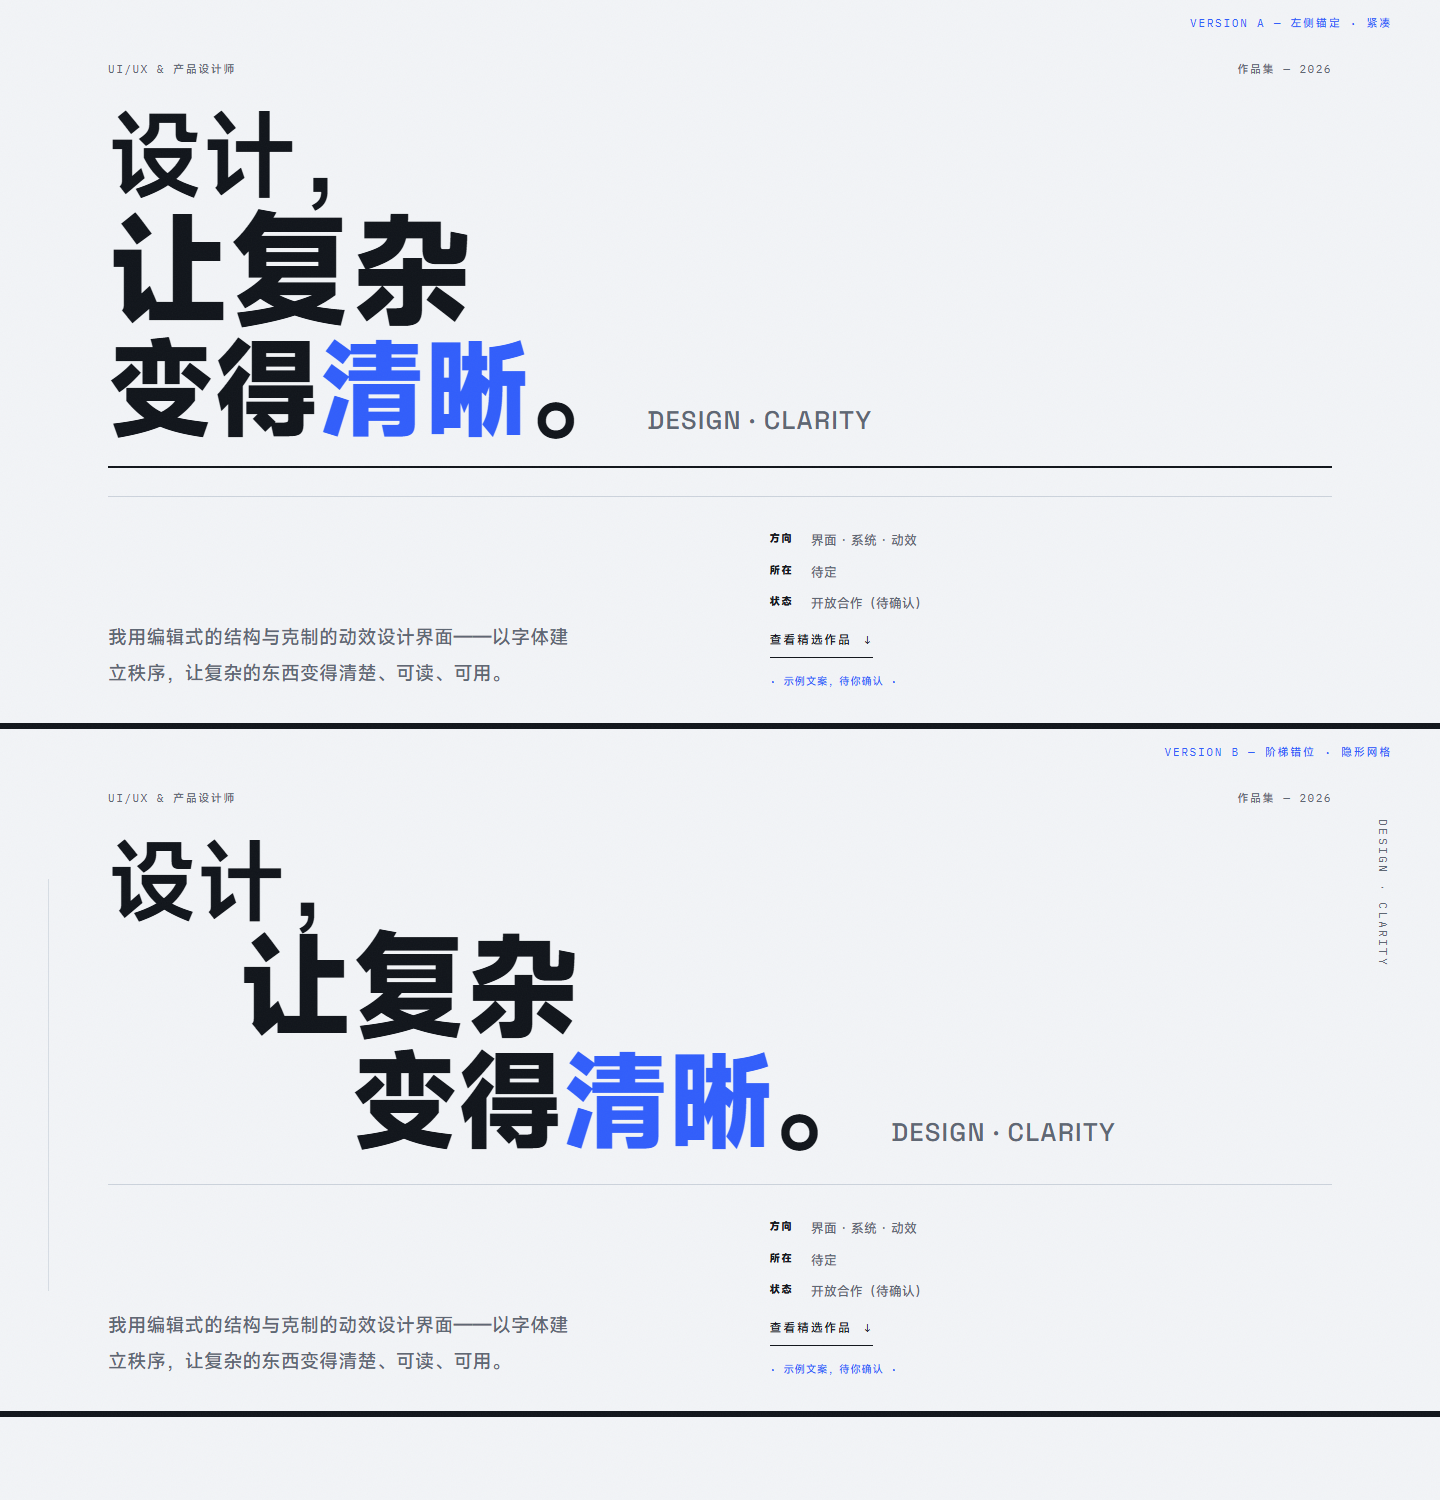 VERSION A — 左侧锚定 · 紧凑
UI/UX & 产品设计师
作品集 — 2026
设计，
让复杂
变得清晰。
DESIGN · CLARITY
方向 界面 · 系统 · 动效
所在 待定
状态 开放合作（待确认）
我用编辑式的结构与克制的动效设计界面——以字体建
立秩序，让复杂的东西变得清楚、可读、可用。
查看精选作品 ↓
· 示例文案，待你确认 ·
VERSION B — 阶梯错位 · 隐形网格
UI/UX & 产品设计师
作品集 — 2026
DESIGN · CLARITY
设计，
让复杂
变得清晰。
DESIGN · CLARITY
方向 界面 · 系统 · 动效
所在 待定
状态 开放合作（待确认）
我用编辑式的结构与克制的动效设计界面——以字体建
立秩序，让复杂的东西变得清楚、可读、可用。
查看精选作品 ↓
· 示例文案，待你确认 ·